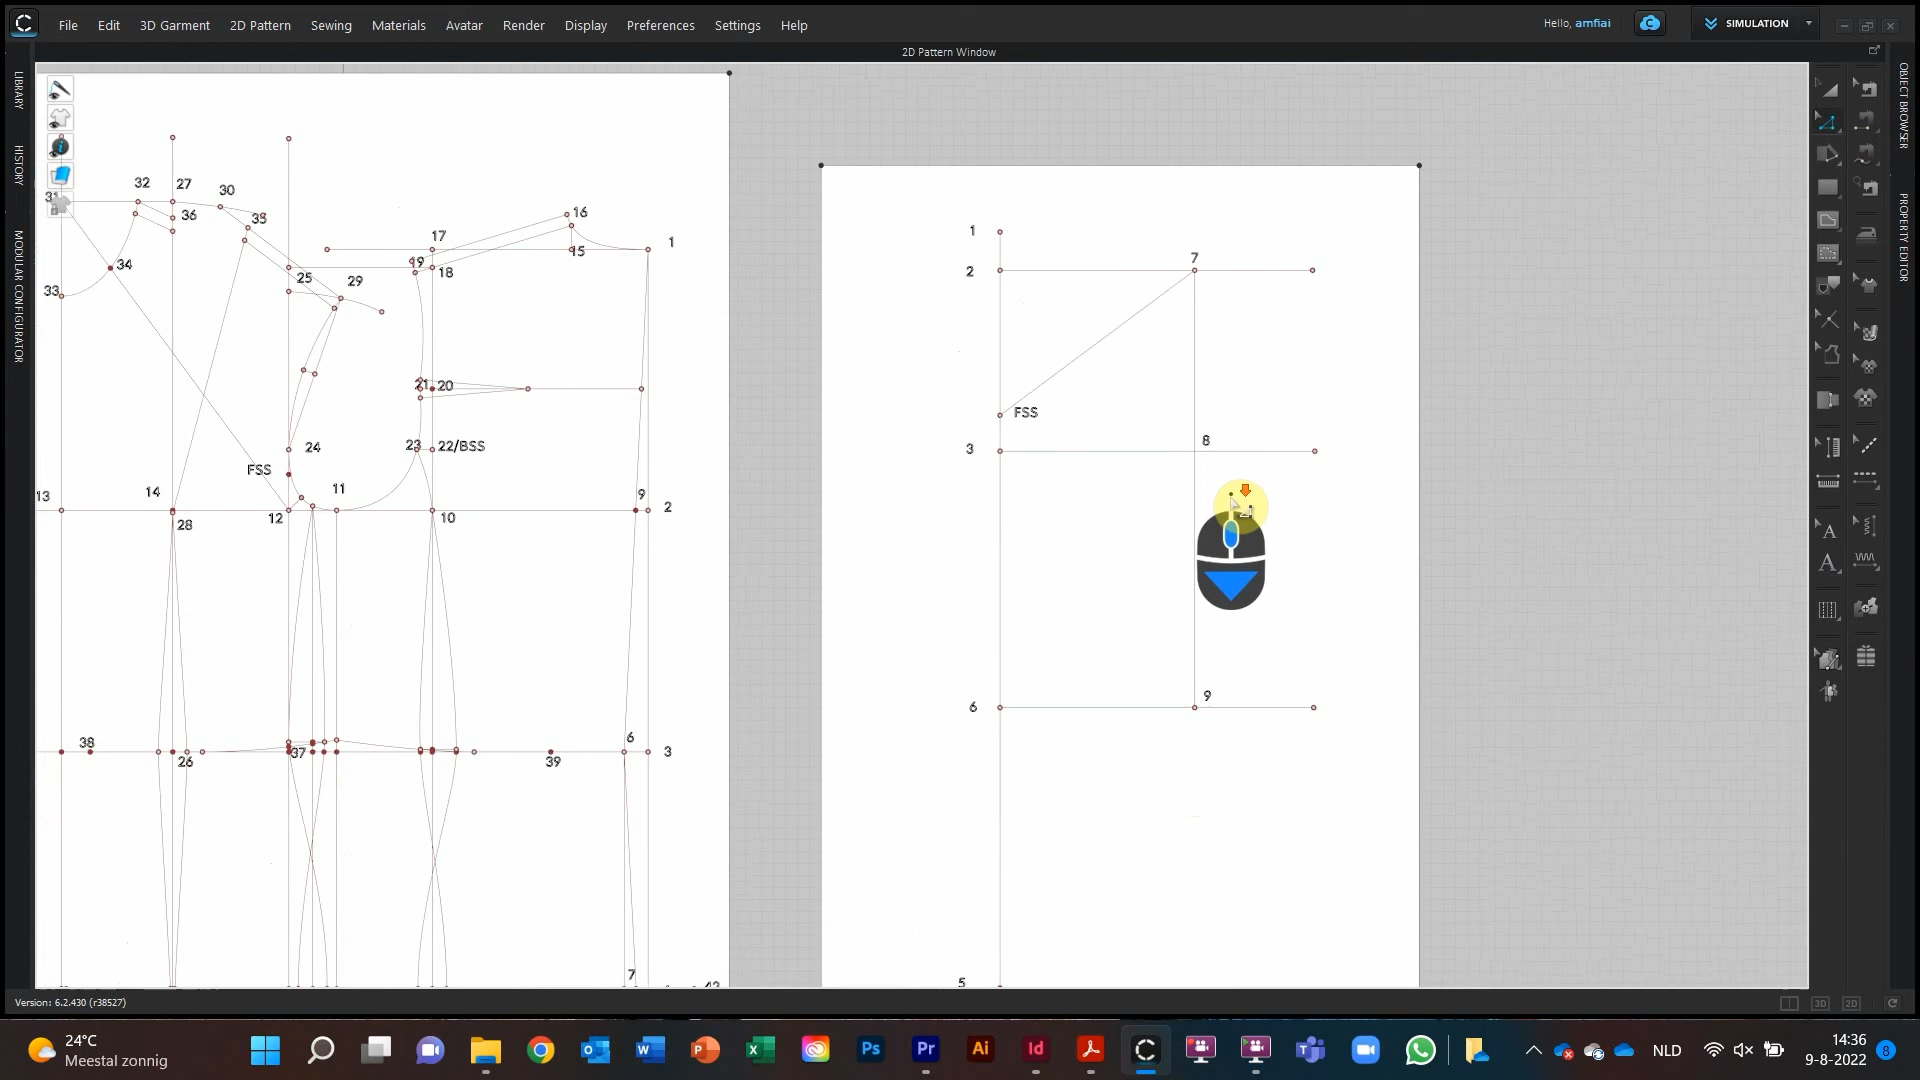 File Edit 3D Garment 2D Pattern Sewing Materials Avatar Render Display Preferences Settings Help
Hello, amfiai
SIMULATION
2D Pattern Window
LIBRARY
HISTORY
MODULAR CONFIGURATOR
OBJECT BROWSER
PROPERTY EDITOR
31
32
27
30
36
35
34
33
25
29
17
19
18
16
15
1
21
20
24
FSS
23
22/BSS
13
14
28
12
11
10
9
2
38
26
37
39
6
3
7
1
2
7
FSS
3
8
6
9
5
Version: 6.2.430 (r38527)
3D
2D
24°C
Meestal zonnig
NLD
14:36
9-8-2022
8